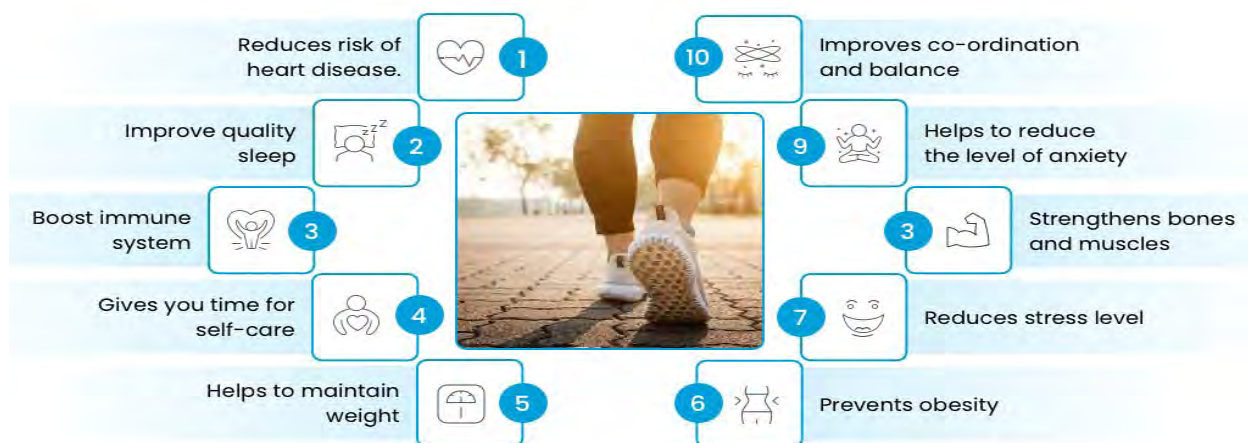 Reduces risk of
heart disease.
1
Improve quality
sleep
zzZ
2
Boost immune
system
3
Gives you time for
self-care
4
Helps to maintain
weight
5
6
Prevents obesity
7
Reduces stress level
3
Strengthens bones
and muscles
9
Helps to reduce
the level of anxiety
10
Improves co-ordination
and balance